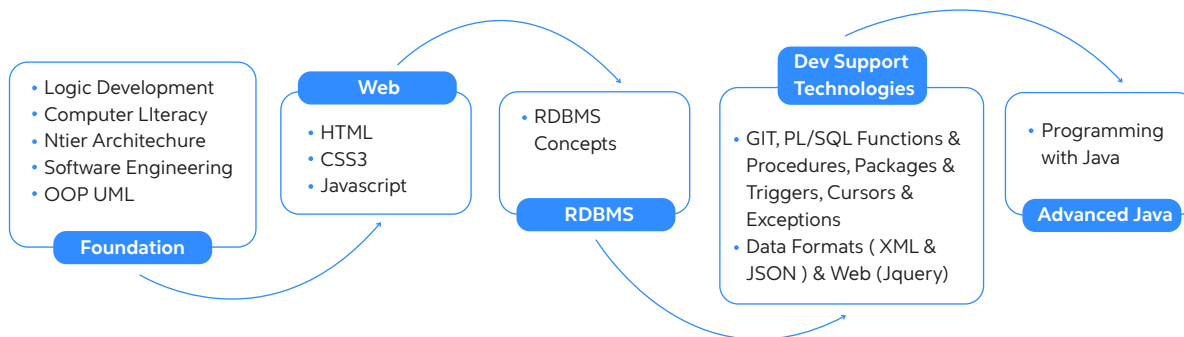 • Logic Development
• Computer LIteracy
• Ntier Architechure
• Software Engineering
• OOP UML
Foundation
Web
• HTML
• CSS3
• Javascript
• RDBMS
Concepts
RDBMS
Dev Support
Technologies
• GIT, PL/SQL Functions &
Procedures, Packages &
Triggers, Cursors &
Exceptions
• Data Formats ( XML &
JSON ) & Web (Jquery)
• Programming
with Java
Advanced Java